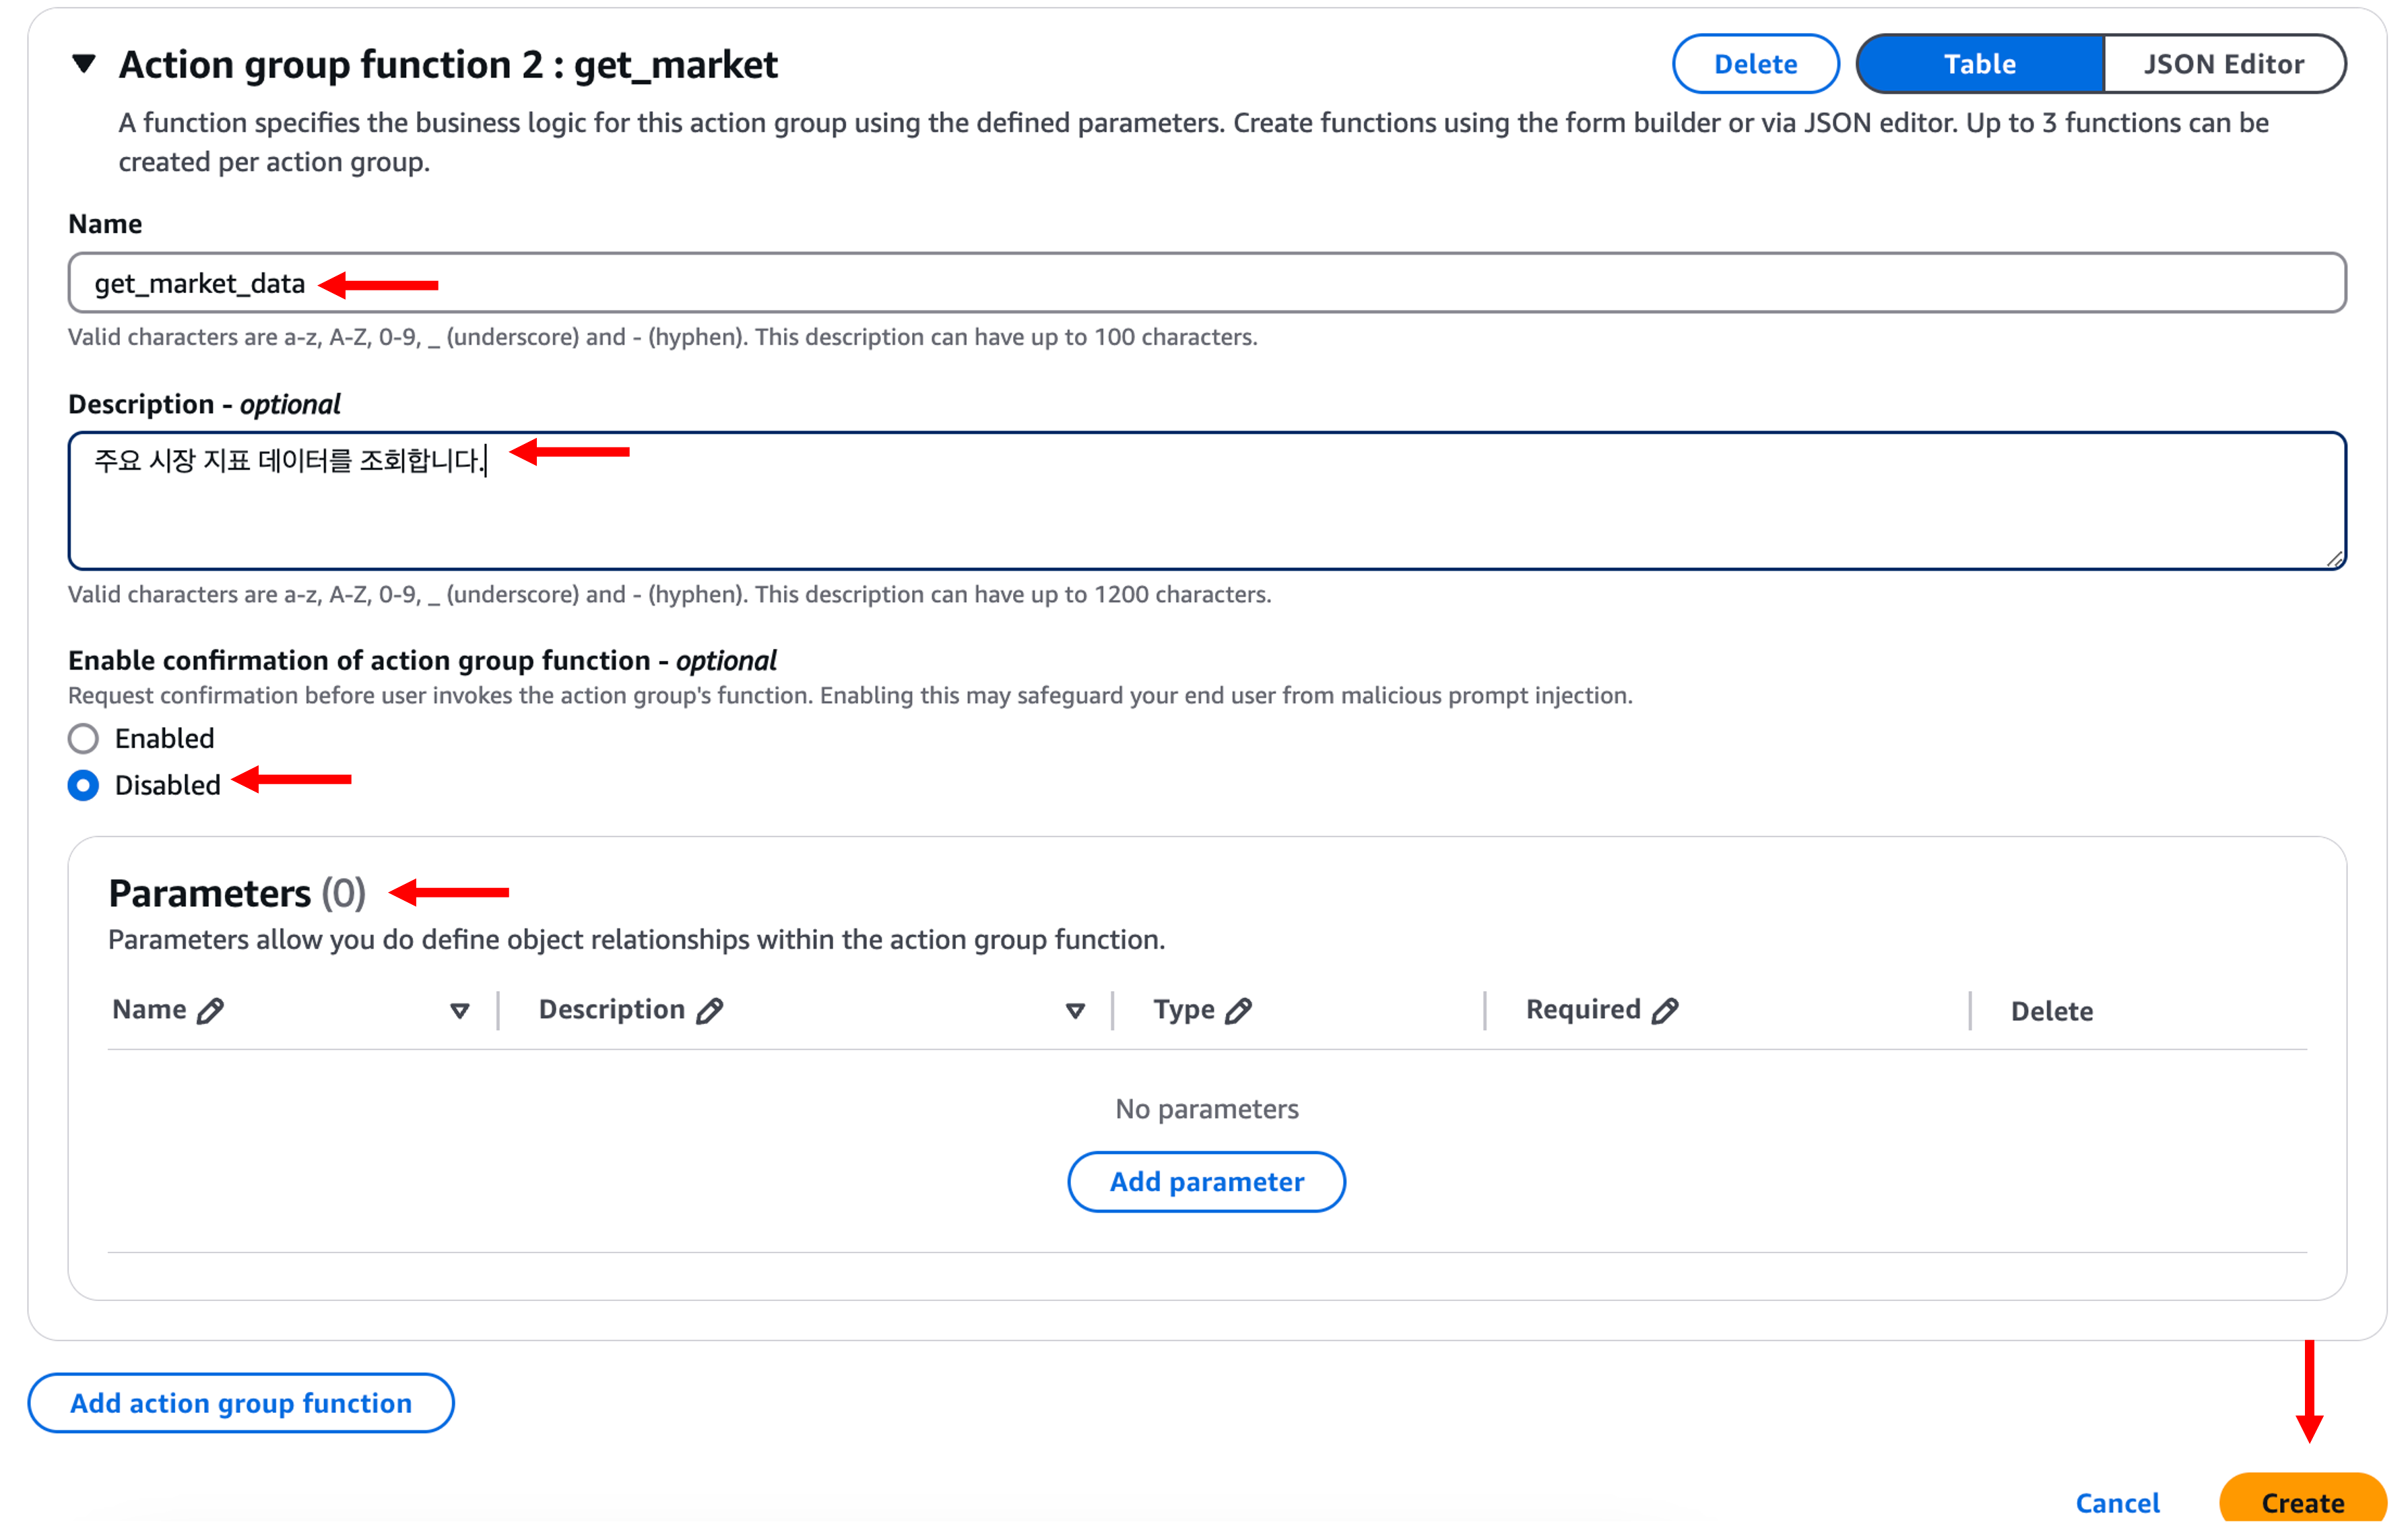 Action group function 2 : get_market
Delete
Table
JSON Editor
A function specifies the business logic for this action group using the defined parameters. Create functions using the form builder or via JSON editor. Up to 3 functions can be
created per action group.
Name
get_market_data
Valid characters are a-z, A-Z, 0-9, _ (underscore) and - (hyphen). This description can have up to 100 characters.
Description - optional
주요 시장 지표 데이터를 조회합니다.
Valid characters are a-z, A-Z, 0-9, _ (underscore) and - (hyphen). This description can have up to 1200 characters.
Enable confirmation of action group function - optional
Request confirmation before user invokes the action group's function. Enabling this may safeguard your end user from malicious prompt injection.
Enabled
Disabled
Parameters (0)
Parameters allow you do define object relationships within the action group function.
Name
Description
Type
Required
Delete
No parameters
Add parameter
Add action group function
Cancel
Create